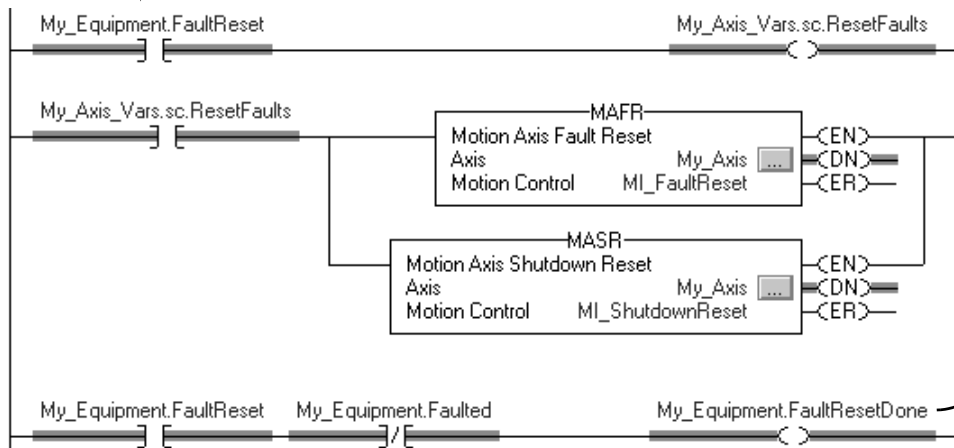 My_Equipment.FaultReset My_Axis_Vars.sc.ResetFaults
My_Axis_Vars.sc.ResetFaults
MAFR
Motion Axis Fault Reset
Axis My_Axis ...
Motion Control MI_FaultReset
EN
DN
ER
MASR
Motion Axis Shutdown Reset
Axis My_Axis ...
Motion Control MI_ShutdownReset
EN
DN
ER
My_Equipment.FaultReset My_Equipment.Faulted My_Equipment.FaultResetDone